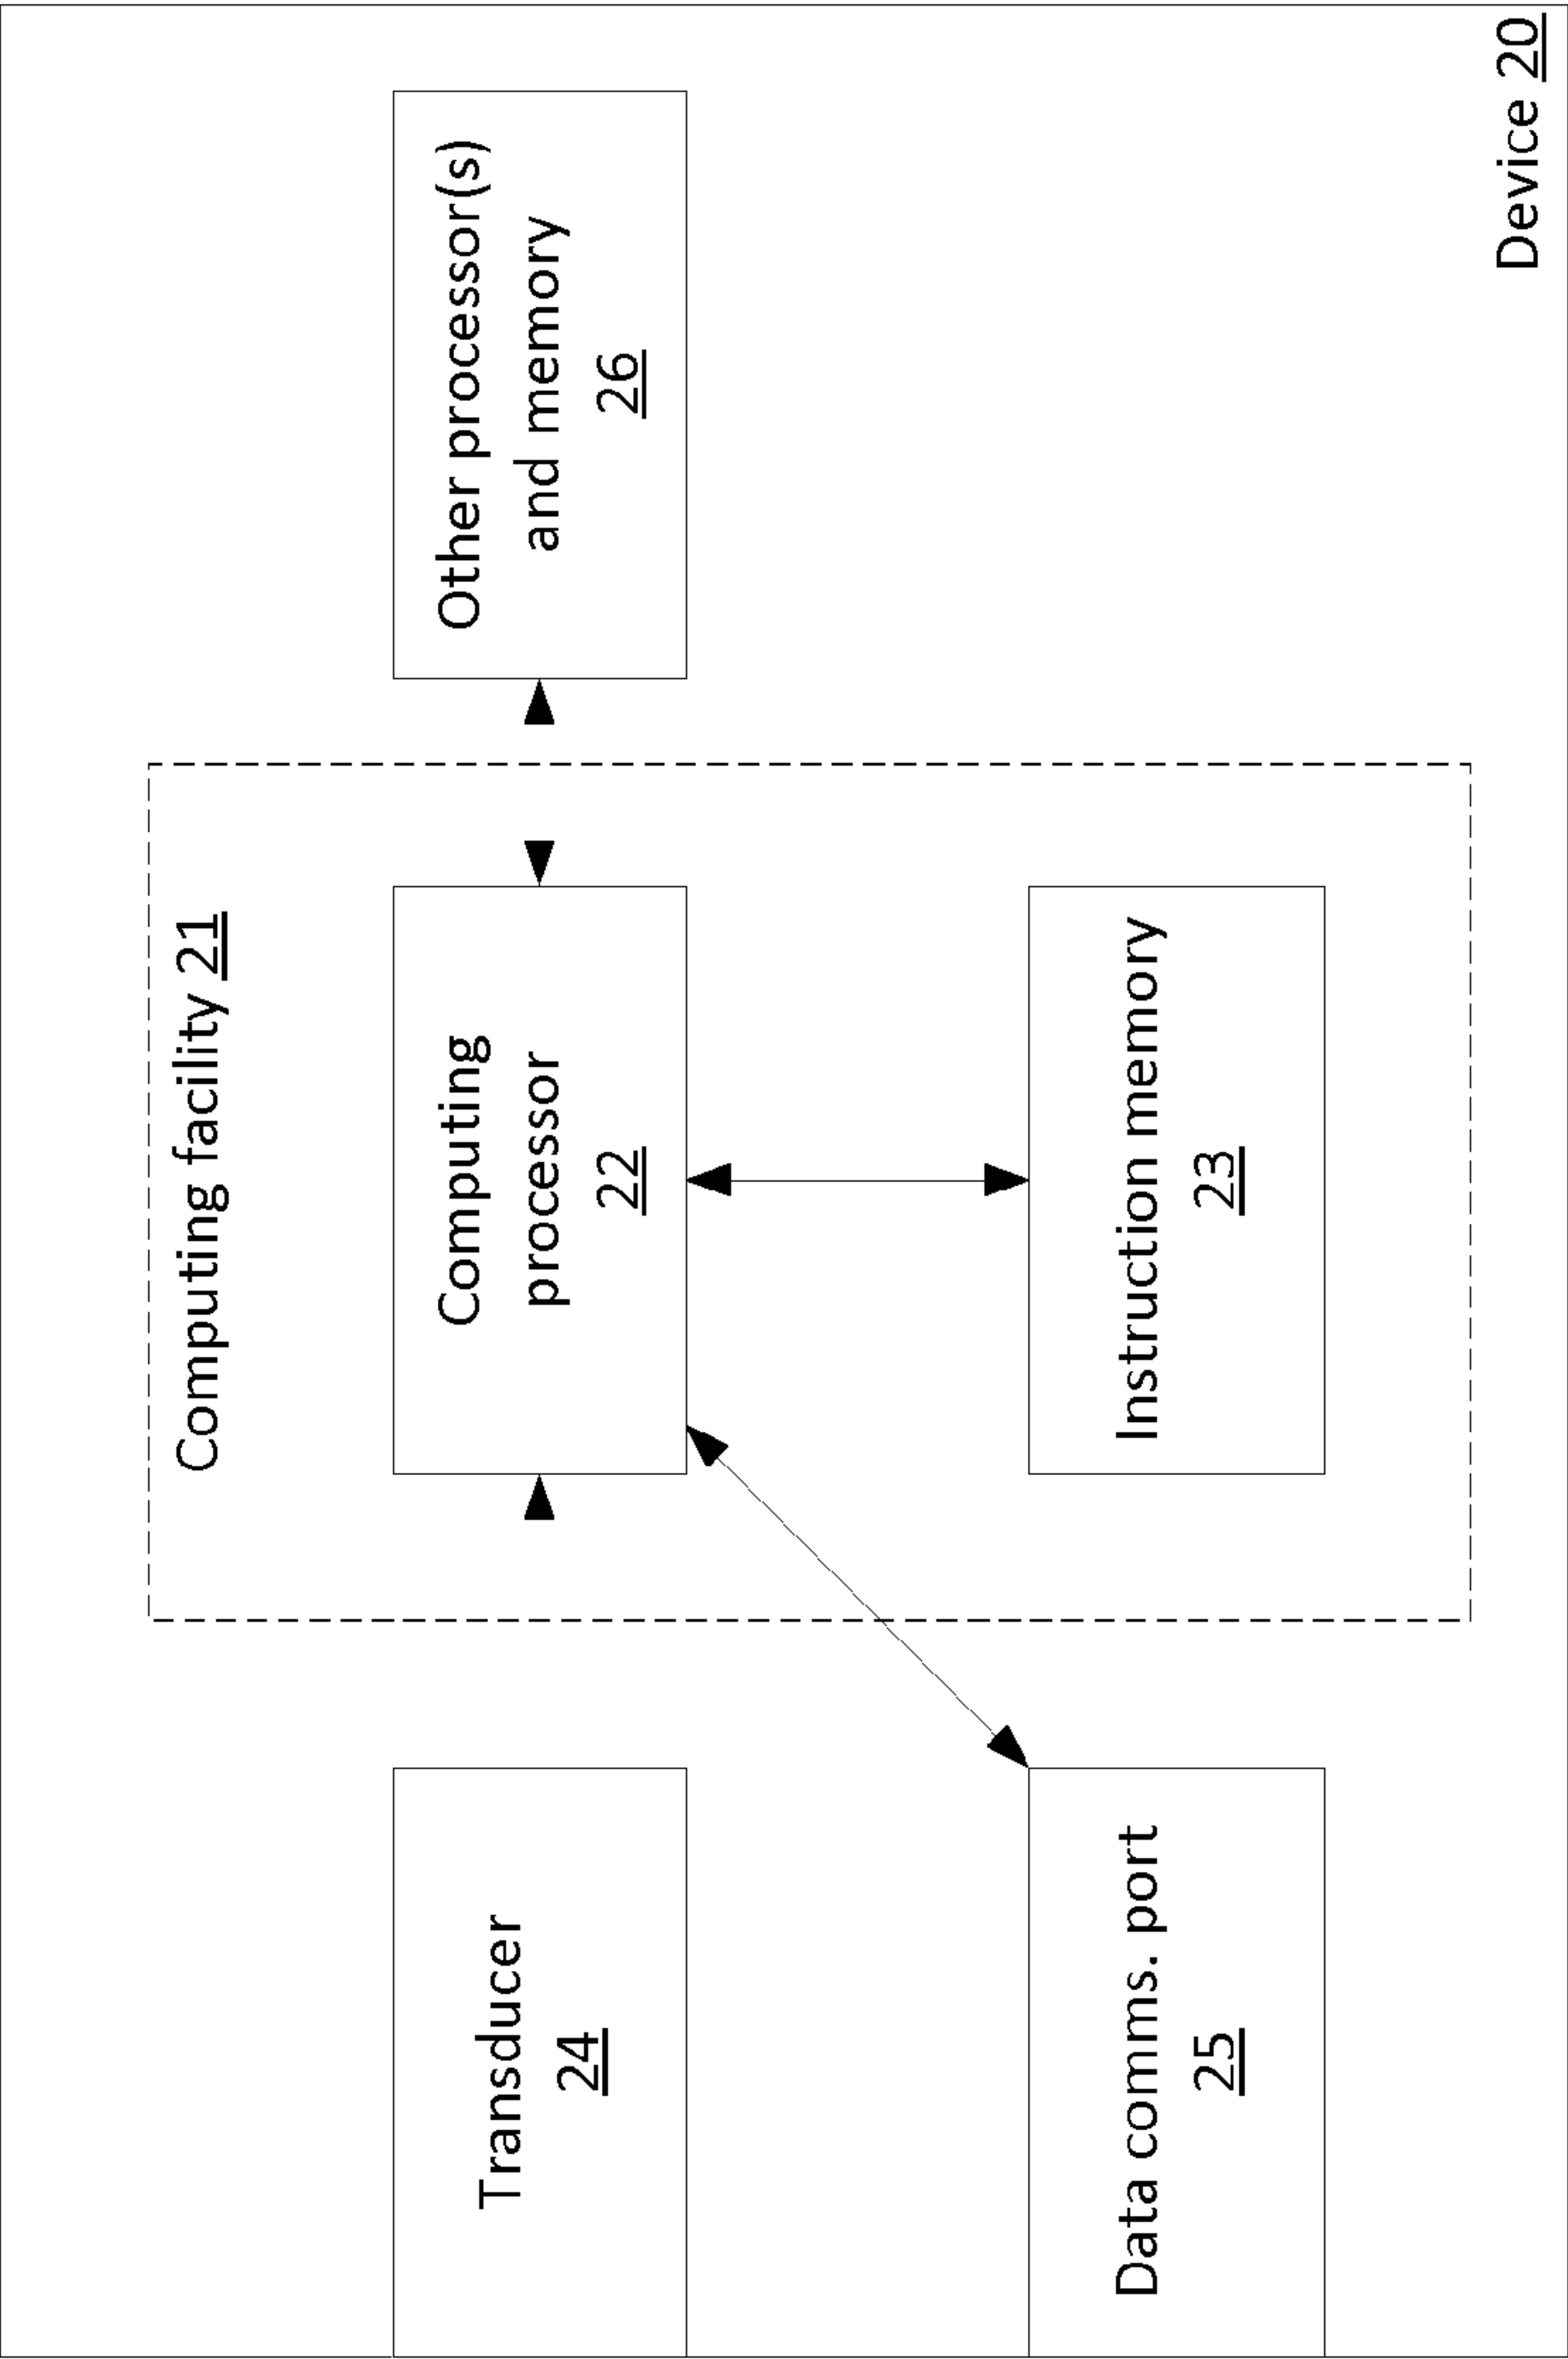 Computing facility 21
Transducer
24
Computing
processor
22
Other processor(s)
and memory
26
Data comms. port
25
Instruction memory
23
Device 20